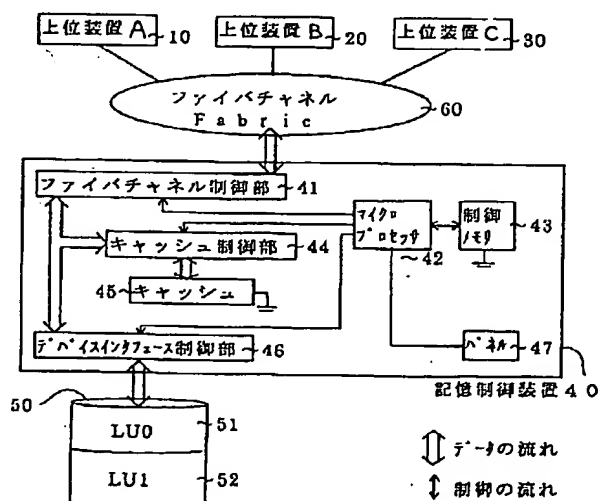 上位装置A 10
上位装置B 20
上位装置C 30
ファイバチャネル
Fabric
60
ファイバチャネル制御部 41
マイクロ
プロセッサ
42
制御
メモリ
43
キャッシュ制御部 44
45 キャッシュ
デバイスインタフェース制御部 46
パネル 47
記憶制御装置40
50
LU0 51
LU1 52
データの流れ
制御の流れ